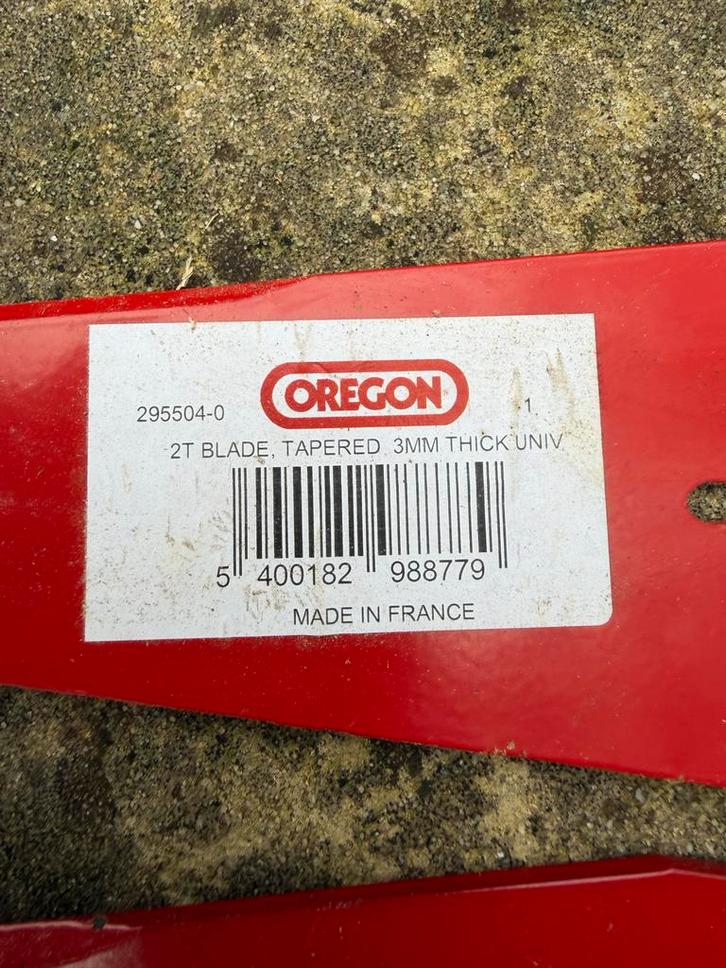 OREGON
295504-0
1
2T BLADE, TAPERED 3MM THICK UNIV
5 400182 988779
MADE IN FRANCE